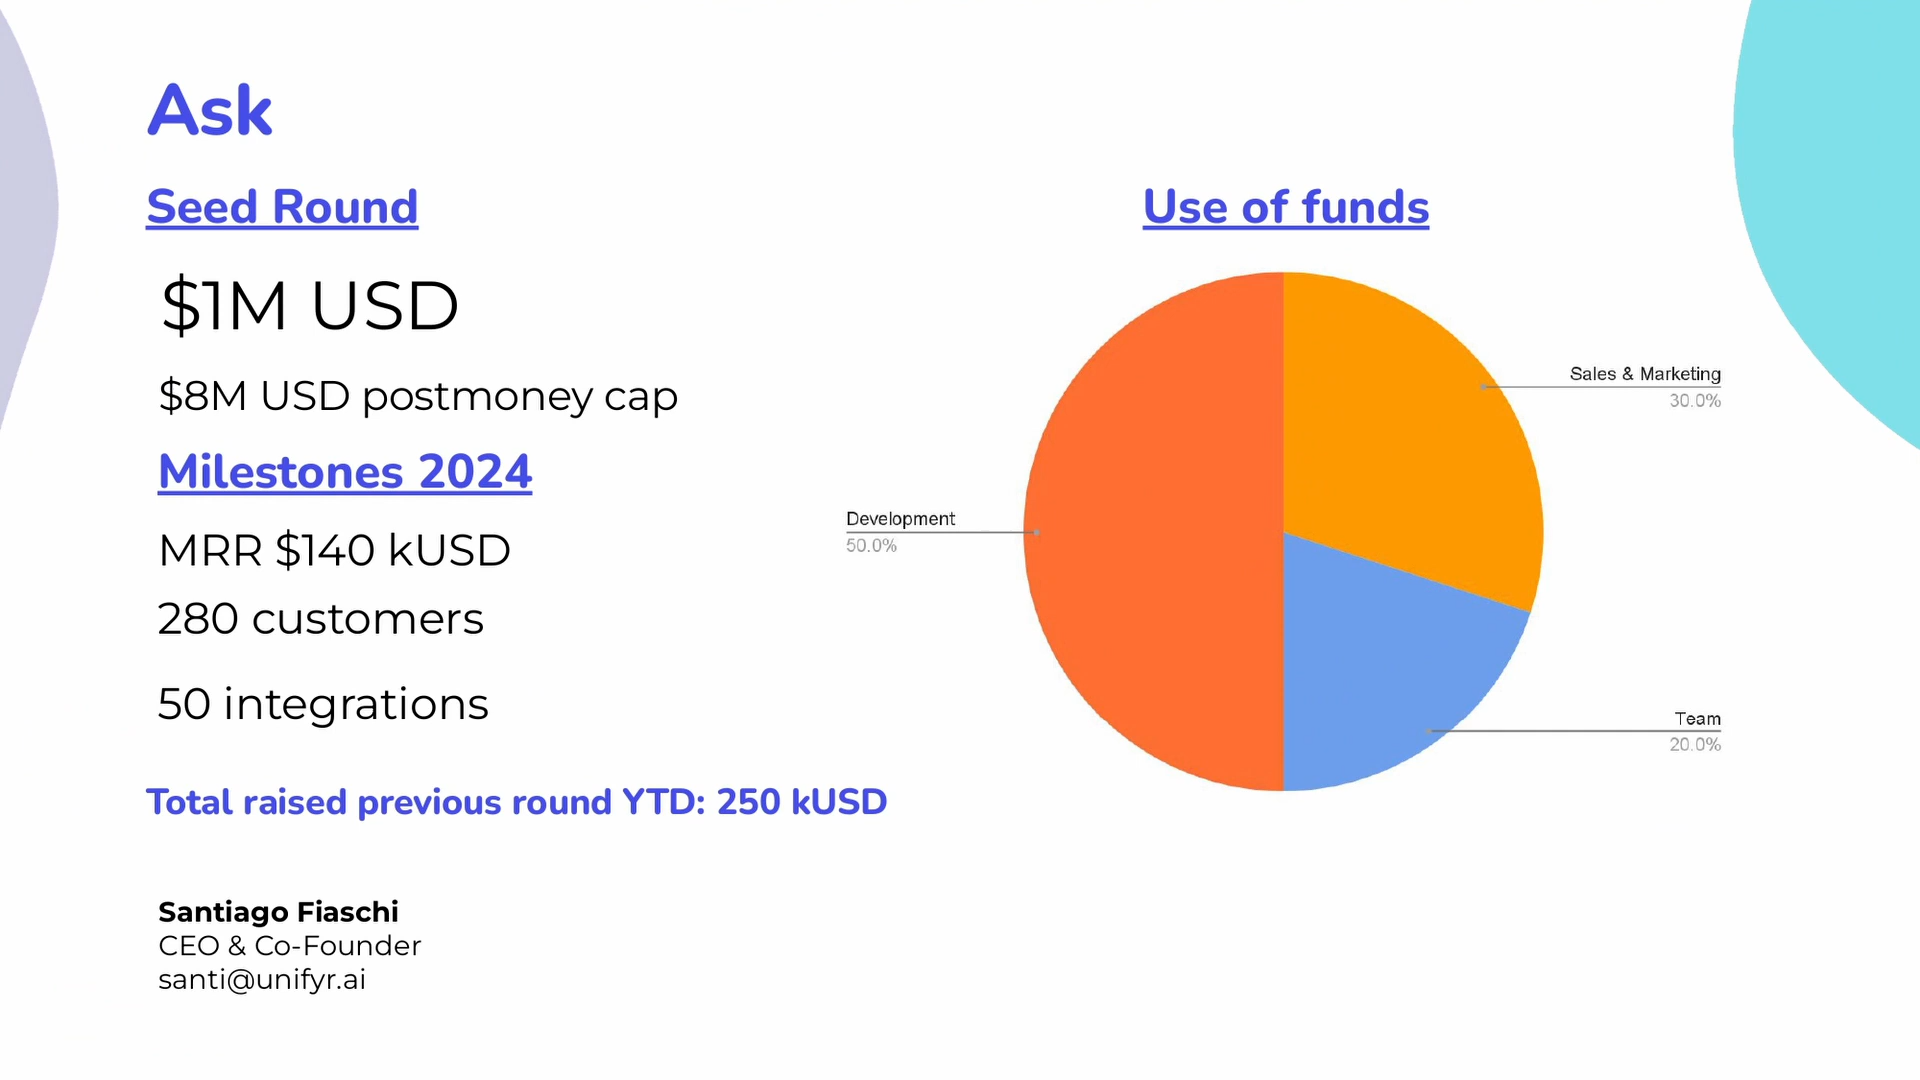 Ask
Seed Round
$1M USD
$8M USD postmoney cap
Milestones 2024
MRR $140 kUSD
280 customers
50 integrations
Total raised previous round YTD: 250 kUSD
Santiago Fiaschi
CEO & Co-Founder
santi@unifyr.ai
Use of funds
Sales & Marketing
30.0%
Development
50.0%
Team
20.0%